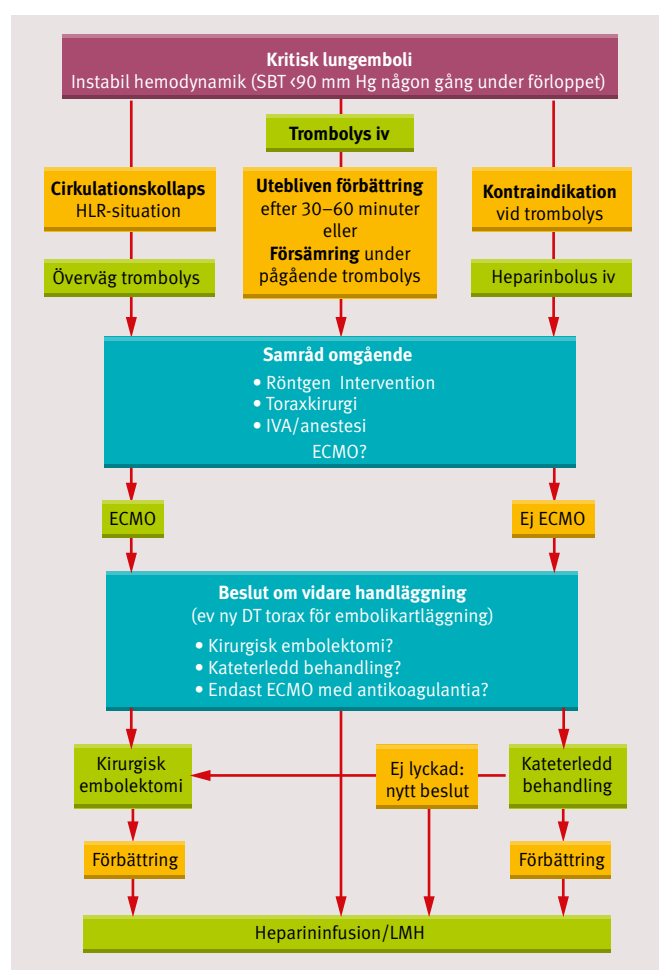 Kritisk lungemboli
Instabil hemodynamik (SBT <90 mm Hg någon gång under förloppet)
Trombolys iv
Cirkulationskollaps
HLR-situation
Utebliven förbättring
efter 30–60 minuter
eller
Försämring under
pågående trombolys
Kontraindikation
vid trombolys
Överväg trombolys
Heparinbolus iv
Samråd omgående
• Röntgen Intervention
• Toraxkirurgi
• IVA/anestesi
ECMO?
ECMO
Ej ECMO
Beslut om vidare handläggning
(ev ny DT torax för embolikartläggning)
• Kirurgisk embolektomi?
• Kateterledd behandling?
• Endast ECMO med antikoagulantia?
Kirurgisk
embolektomi
Ej lyckad:
nytt beslut
Kateterledd
behandling
Förbättring
Förbättring
Heparininfusion/LMH